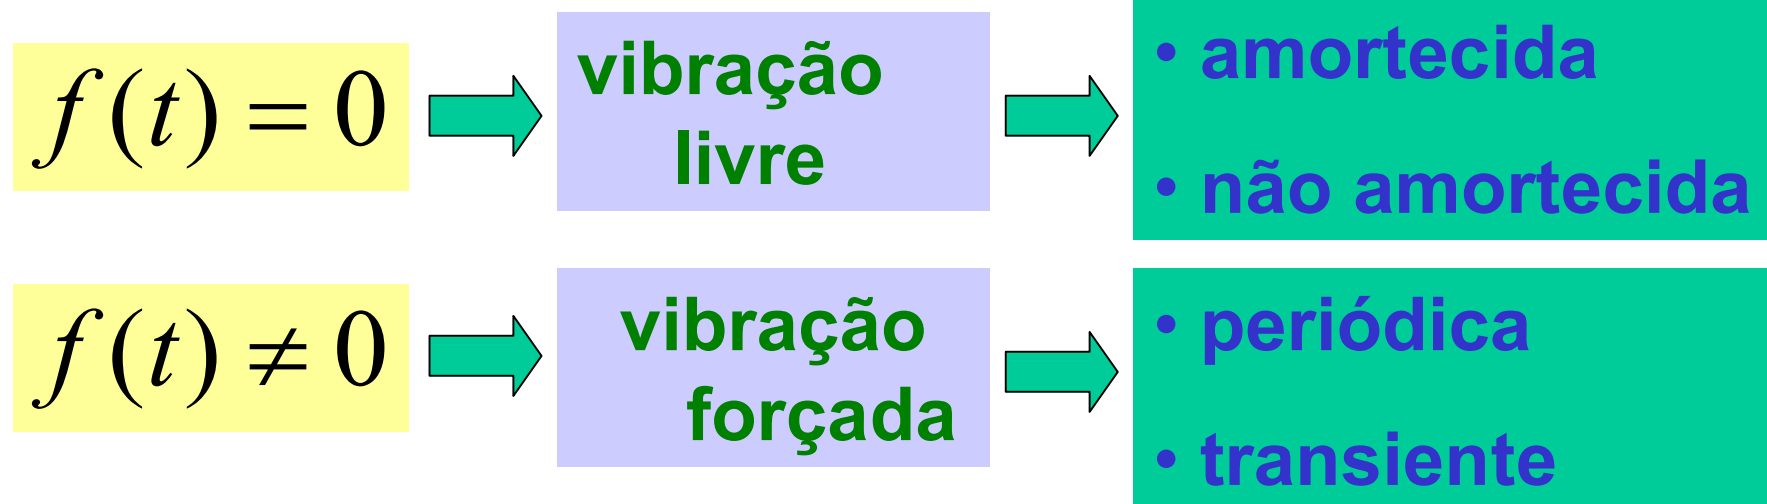 f(t) = 0
vibração
livre
• amortecida
• não amortecida
f(t) ≠ 0
vibração
forçada
• periódica
• transiente